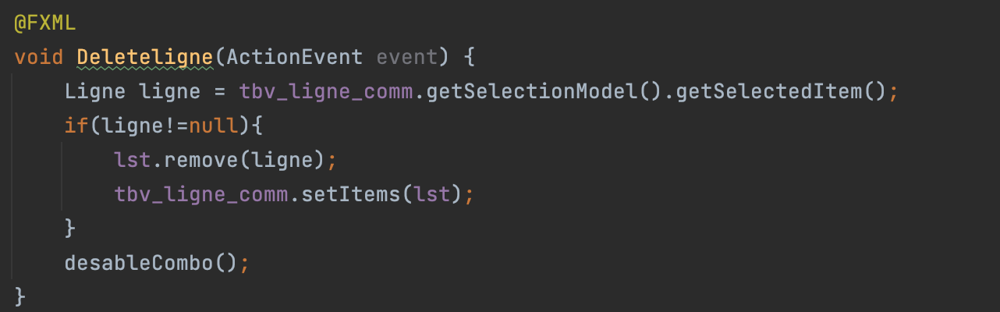 @FXML
void Deleteligne(ActionEvent event) {
    Ligne ligne = tbv_ligne_comm.getSelectionModel().getSelectedItem();
    if(ligne!=null){
        lst.remove(ligne);
        tbv_ligne_comm.setItems(lst);
    }
    desableCombo();
}